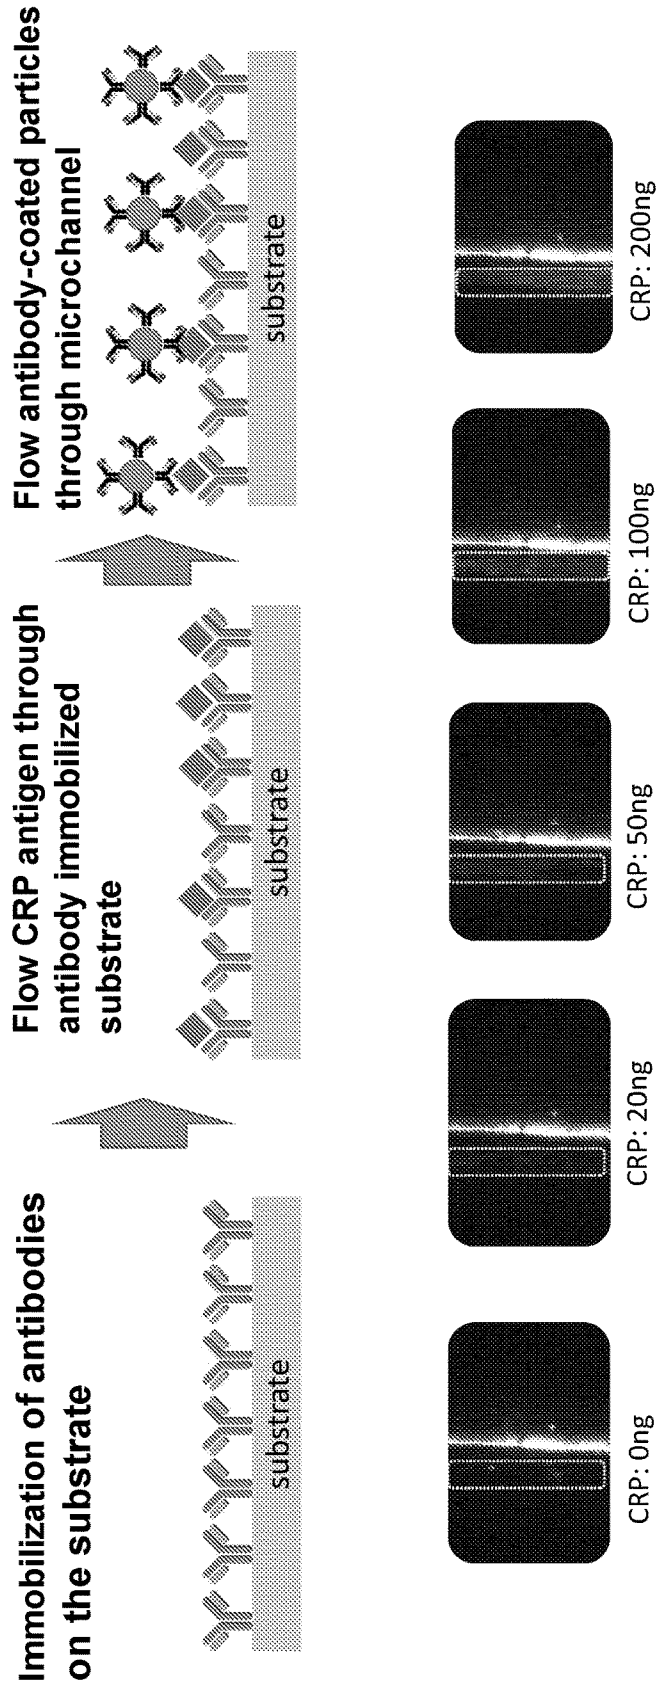 Immobilization of antibodies
on the substrate
Flow CRP antigen through
antibody immobilized
substrate
Flow antibody-coated particles
through microchannel
substrate
substrate
substrate
CRP: 0ng
CRP: 20ng
CRP: 50ng
CRP: 100ng
CRP: 200ng